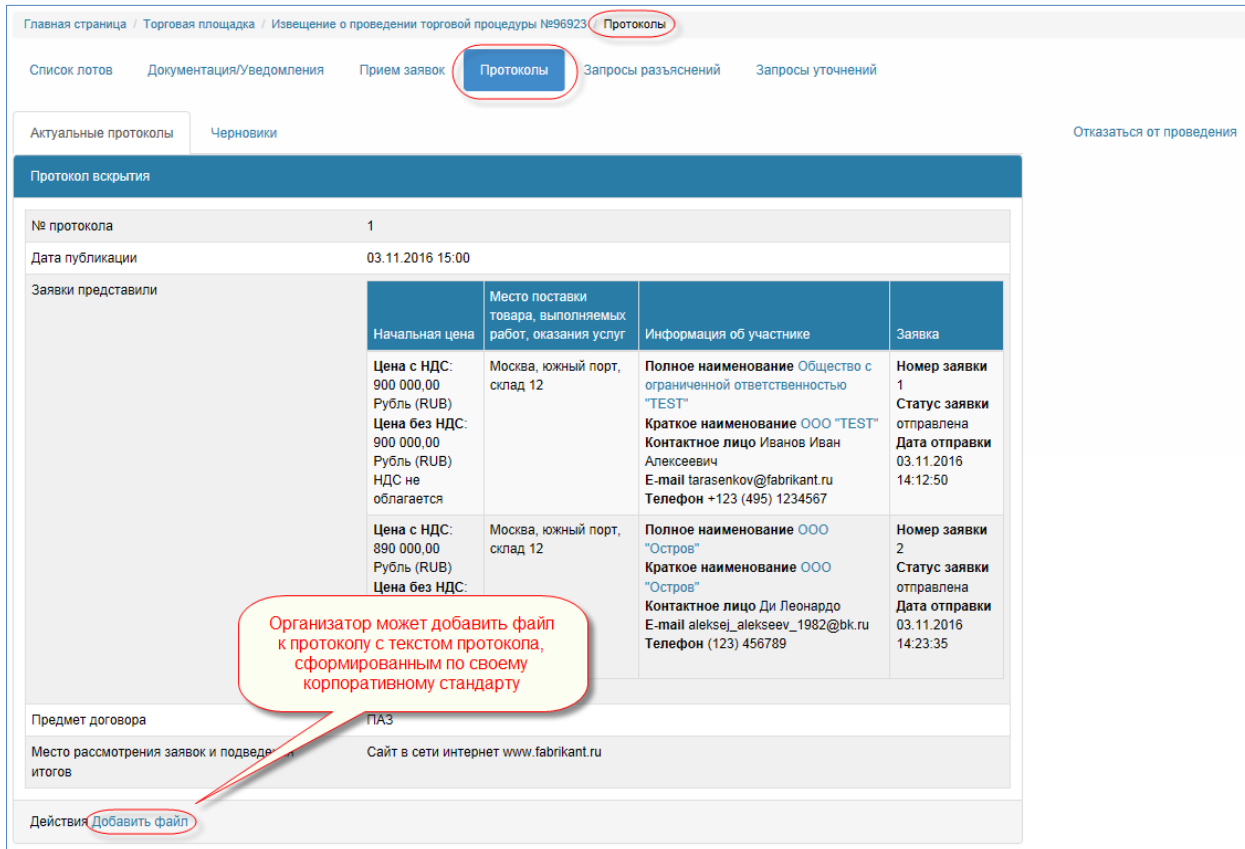 Главная страница / Торговая площадка / Извещение о проведении торговой процедуры №96923 / Протоколы
Список лотов Документация/Уведомления Прием заявок Протоколы Запросы разъяснений Запросы уточнений
Актуальные протоколы Черновики
Отказаться от проведения
Протокол вскрытия
№ протокола 1
Дата публикации 03.11.2016 15:00
Заявки представили
Начальная цена
Место поставки
товара, выполняемых
работ, оказания услуг
Информация об участнике
Заявка
Цена с НДС:
900 000,00
Рубль (RUB)
Цена без НДС:
900 000,00
Рубль (RUB)
НДС не
облагается
Москва, южный порт,
склад 12
Полное наименование Общество с
ограниченной ответственностью
"TEST"
Краткое наименование ООО "TEST"
Контактное лицо Иванов Иван
Алексеевич
E-mail tarasenkov@fabrikant.ru
Телефон +123 (495) 1234567
Номер заявки
1
Статус заявки
отправлена
Дата отправки
03.11.2016
14:12:50
Цена с НДС:
890 000,00
Рубль (RUB)
Цена без НДС:
Москва, южный порт,
склад 12
Полное наименование ООО
"Остров"
Краткое наименование ООО
"Остров"
Контактное лицо Ди Леонардо
E-mail aleksej_alekseev_1982@bk.ru
Телефон (123) 456789
Номер заявки
2
Статус заявки
отправлена
Дата отправки
03.11.2016
14:23:35
Организатор может добавить файл
к протоколу с текстом протокола,
сформированным по своему
корпоративному стандарту
Предмет договора ПАЗ
Место рассмотрения заявок и подведения
итогов
Сайт в сети интернет www.fabrikant.ru
Действия Добавить файл